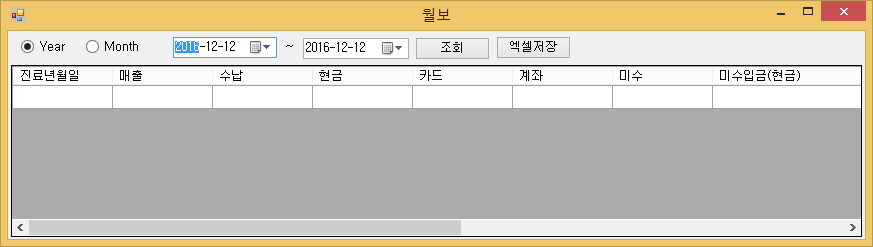 월보
Year Month 2016-12-12 ~ 2016-12-12 조회 엑셀저장
진료년월일 매출 수납 현금 카드 계좌 미수 미수입금(현금)